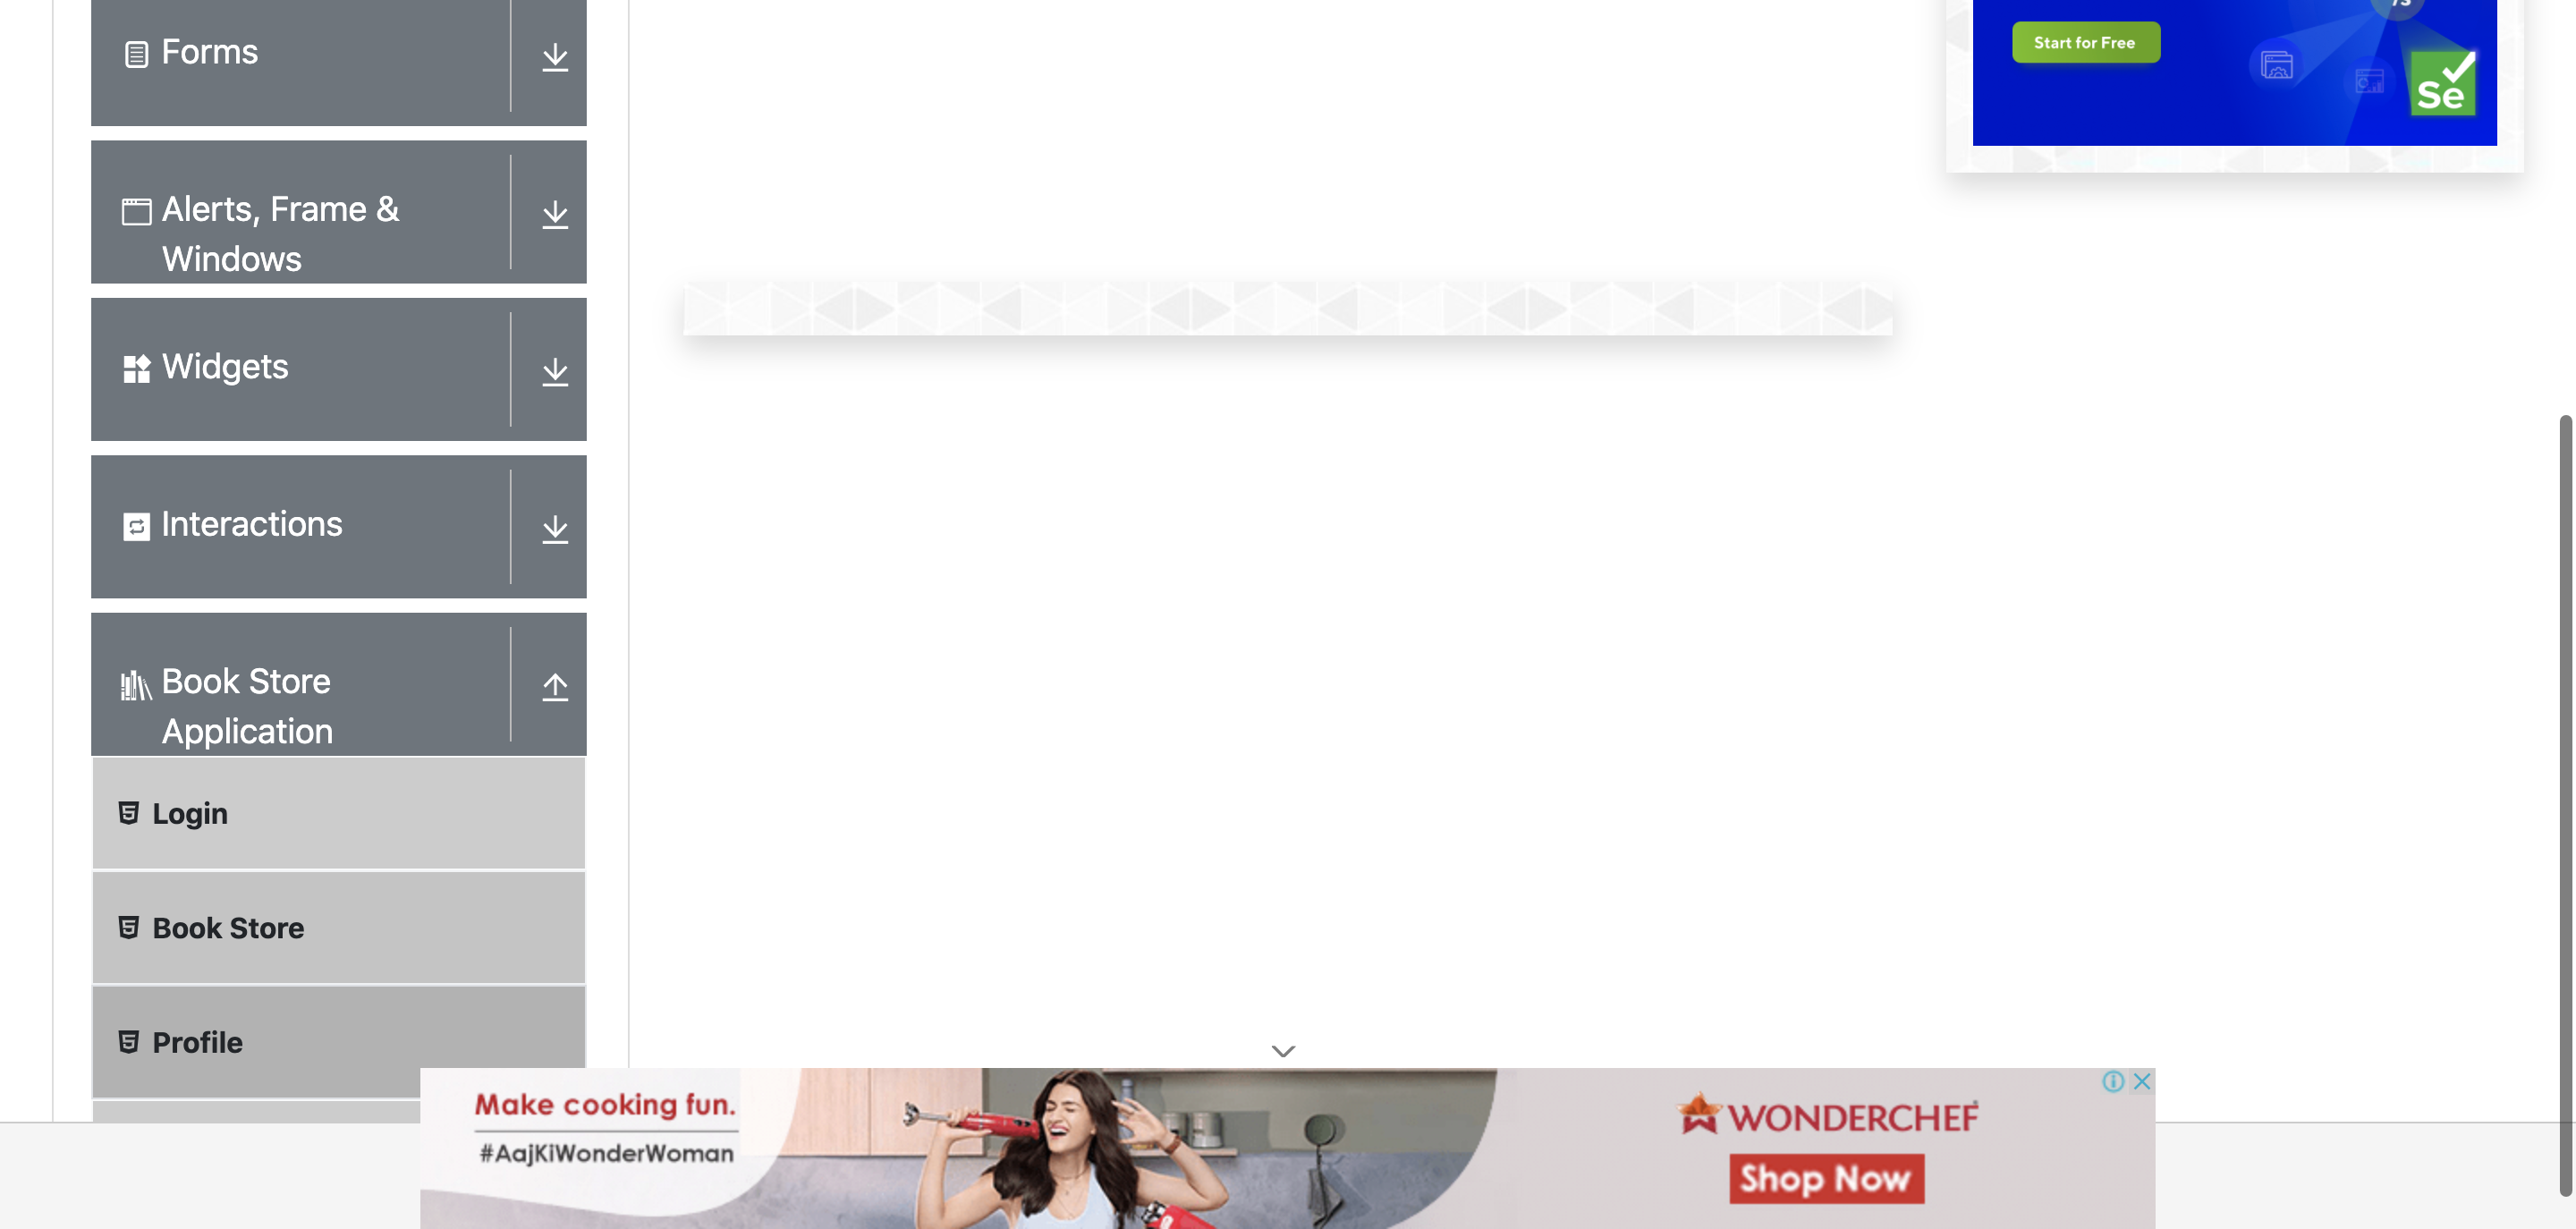 Forms
Alerts, Frame &
Windows
Widgets
Interactions
Book Store
Application
Login
Book Store
Profile
Start for Free
Se
Make cooking fun.
#AajKiWonderWoman
WONDERCHEF
Shop Now